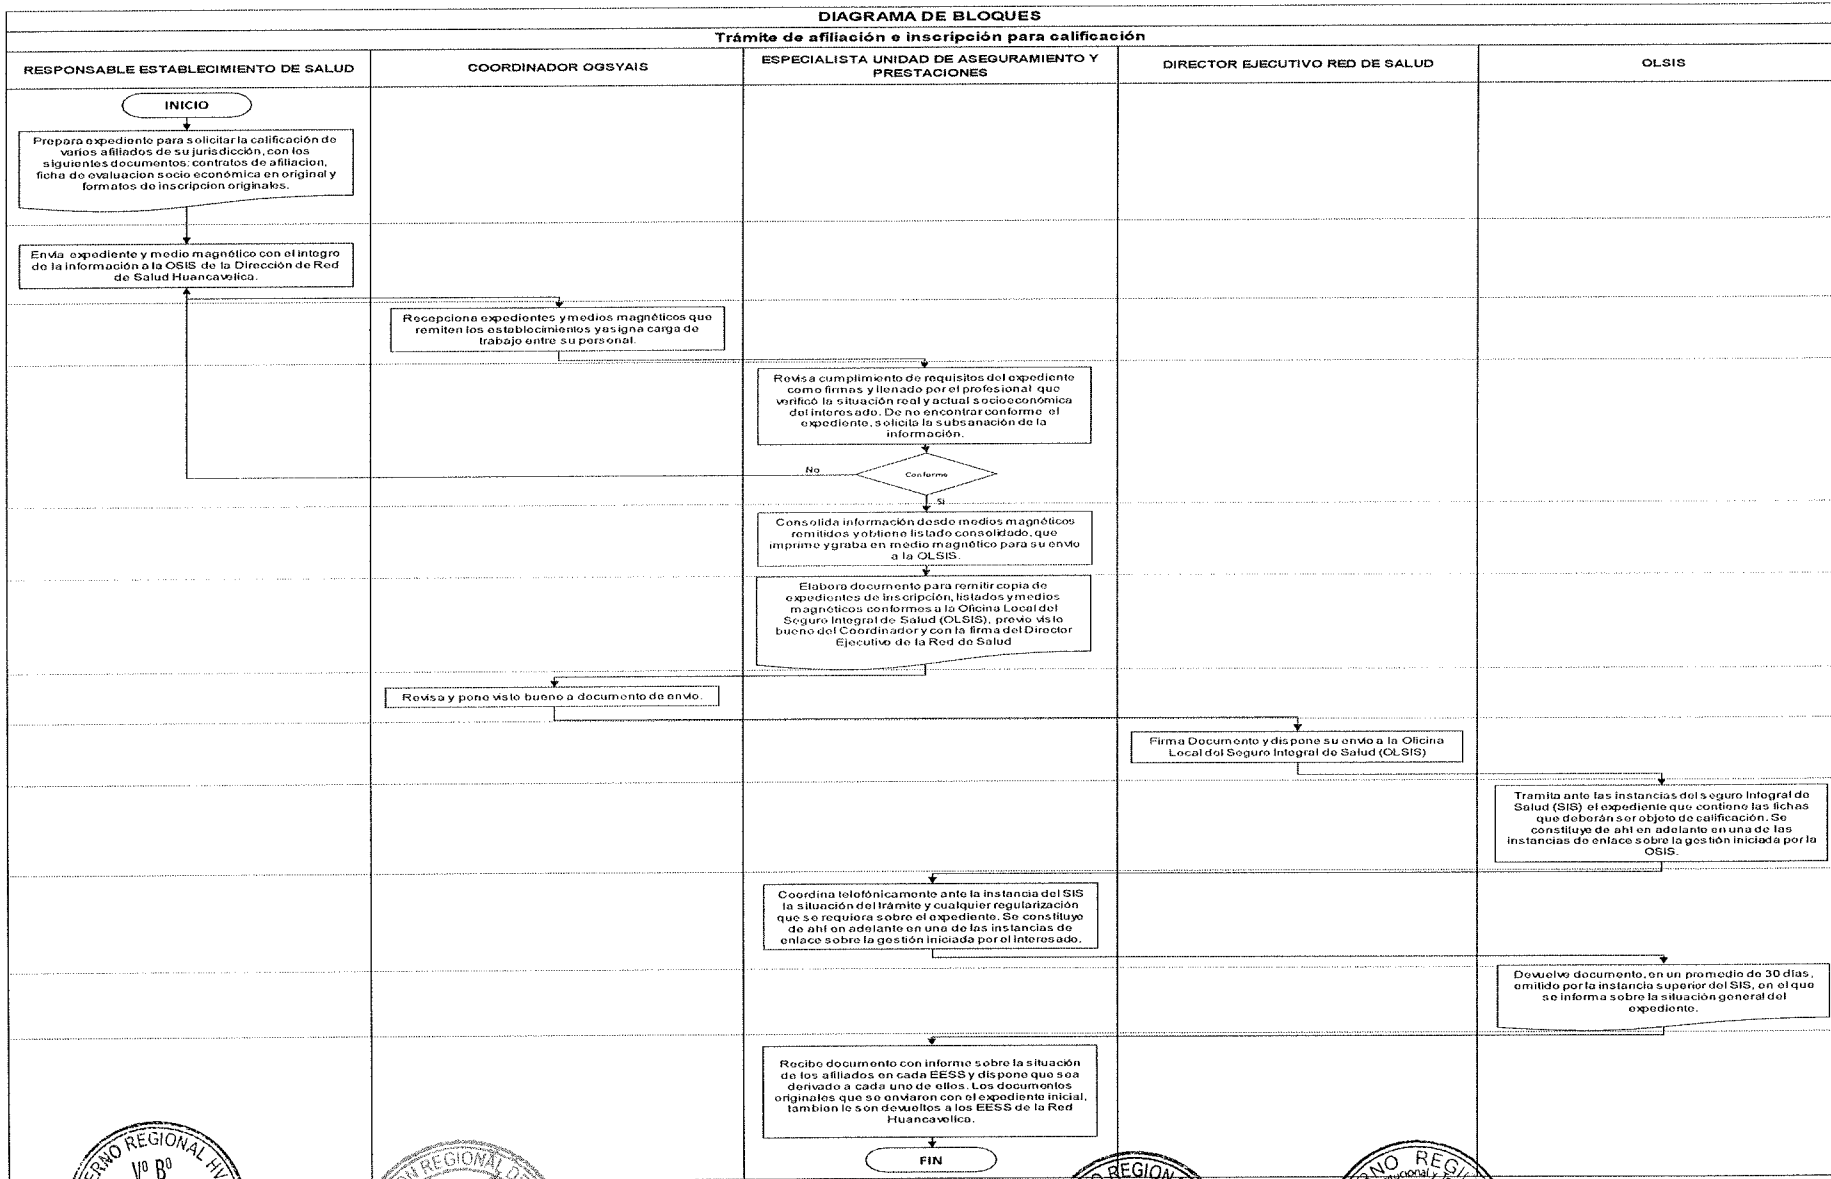 DIAGRAMA DE BLOQUES
Trámite de afiliación e inscripción para calificación
RESPONSABLE ESTABLECIMIENTO DE SALUD
COORDINADOR OGSYAIS
ESPECIALISTA UNIDAD DE ASEGURAMIENTO Y
PRESTACIONES
DIRECTOR EJECUTIVO RED DE SALUD
OLSIS
INICIO
Prepara expediente para solicitar la calificación de
varios afiliados de su jurisdicción, con los
siguientes documentos: contratos de afiliacion,
ficha de evaluacion socio económica en original y
formatos de inscripcion originales.
Envía expediente y medio magnético con el integro
de la información a la OSIS de la Dirección de Red
de Salud Huancavelica.
Recepciona expedientes y medios magnéticos que
remiten los establecimientos y asigna carga de
trabajo entre su personal.
Revisa cumplimiento de requisitos del expediente
como firmas y llenado por el profesional que
verificó la situación real y actual socioeconómica
del interesado. De no encontrar conforme el
expediente, solicita la subsanación de la
información.
No
Conforme
Si
Consolida información desde medios magnéticos
remitidos y obtiene listado consolidado, que
imprime y graba en medio magnético para su envío
a la OLSIS.
Elabora documento para remitir copia de
expedientes de inscripción, listados y medios
magnéticos conformes a la Oficina Local del
Seguro Integral de Salud (OLSIS), previo visto
bueno del Coordinador y con la firma del Director
Ejecutivo de la Red de Salud
Revisa y pone visto bueno a documento de envío.
Firma Documento y dispone su envío a la Oficina
Local del Seguro Integral de Salud (OLSIS)
Tramita ante las instancias del seguro Integral de
Salud (SIS) el expediente que contiene las fichas
que deberán ser objeto de calificación. Se
constituye de ahí en adelante en una de las
instancias de enlace sobre la gestión iniciada por la
OSIS.
Coordina telefónicamente ante la instancia del SIS
la situación del trámite y cualquier regularización
que se requiera sobre el expediente. Se constituye
de ahí en adelante en una de las instancias de
enlace sobre la gestión iniciada por el interesado.
Devuelve documento, en un promedio de 30 días,
emitido por la instancia superior del SIS, en el que
se informa sobre la situación general del
expediente.
Recibe documento con informe sobre la situación
de los afiliados en cada EESS y dispone que sea
derivado a cada uno de ellos. Los documentos
originales que se enviaron con el expediente inicial,
tambien le son devueltos a los EESS de la Red
Huancavelica.
FIN
ERNO REGIONAL HV
Vº Bº
REGIONAL D
REGION
NO REGI